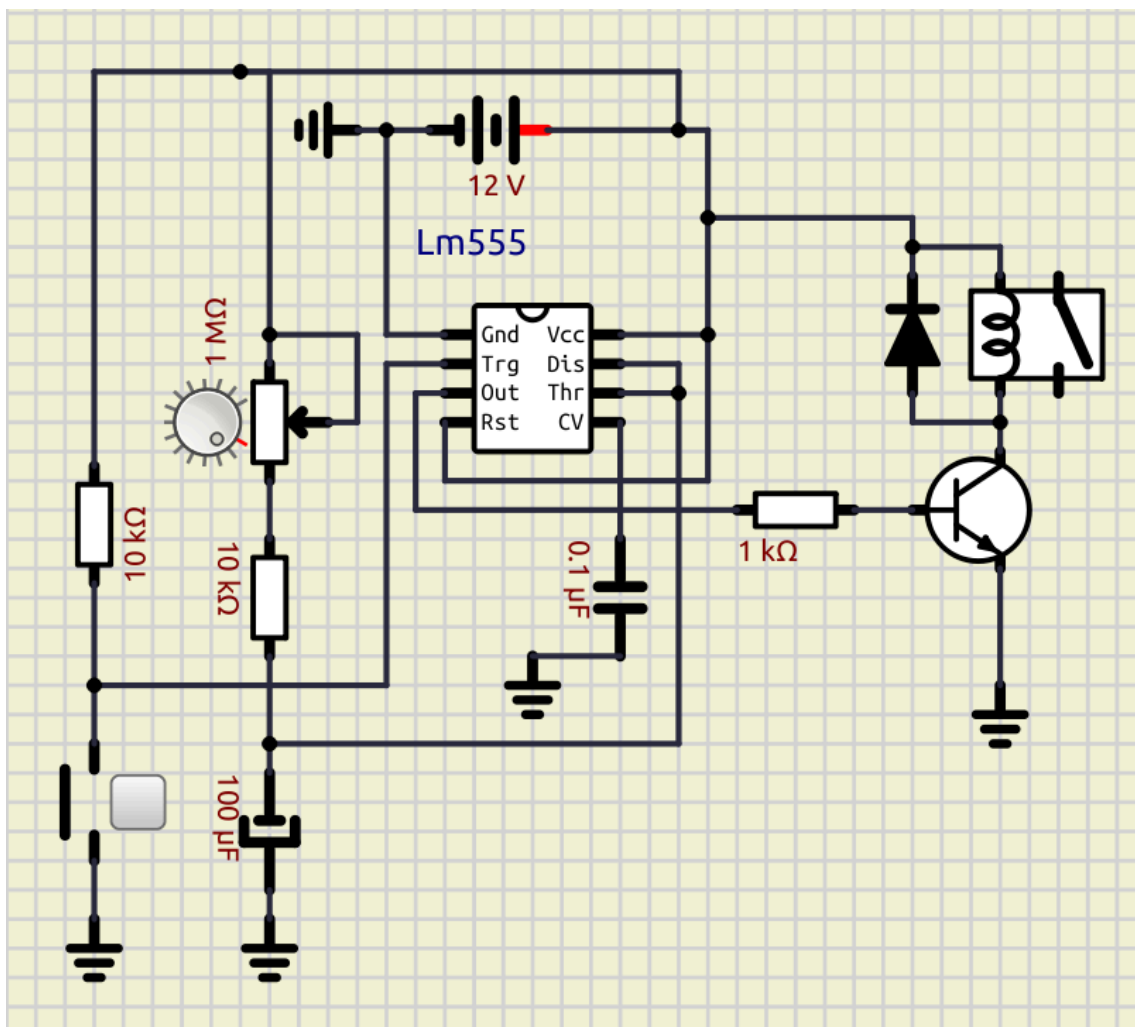 12 V
Lm555
1 MΩ
Gnd Vcc
Trg Dis
Out Thr
Rst CV
10 kΩ
10 kΩ
0.1 µF
1 kΩ
100 µF